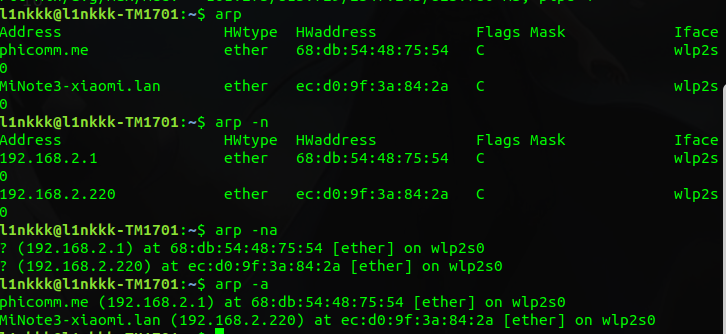 l1nkkk@l1nkkk-TM1701:~$ arp
Address HWtype HWaddress Flags Mask Iface
phicomm.me ether 68:db:54:48:75:54 C wlp2s
0
MiNote3-xiaomi.lan ether ec:d0:9f:3a:84:2a C wlp2s
0
l1nkkk@l1nkkk-TM1701:~$ arp -n
Address HWtype HWaddress Flags Mask Iface
192.168.2.1 ether 68:db:54:48:75:54 C wlp2s
0
192.168.2.220 ether ec:d0:9f:3a:84:2a C wlp2s
0
l1nkkk@l1nkkk-TM1701:~$ arp -na
? (192.168.2.1) at 68:db:54:48:75:54 [ether] on wlp2s0
? (192.168.2.220) at ec:d0:9f:3a:84:2a [ether] on wlp2s0
l1nkkk@l1nkkk-TM1701:~$ arp -a
phicomm.me (192.168.2.1) at 68:db:54:48:75:54 [ether] on wlp2s0
MiNote3-xiaomi.lan (192.168.2.220) at ec:d0:9f:3a:84:2a [ether] on wlp2s0